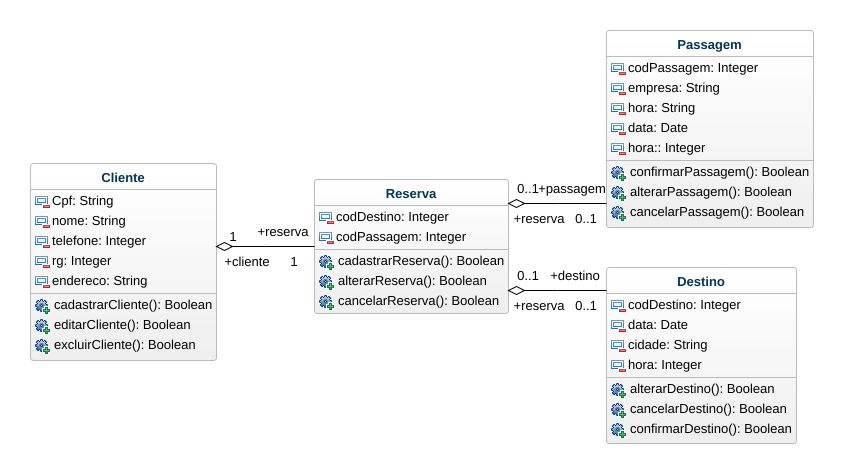 Cliente
Cpf: String
nome: String
telefone: Integer
rg: Integer
endereco: String
cadastrarCliente(): Boolean
editarCliente(): Boolean
excluirCliente(): Boolean
1
+reserva
+cliente
1
Reserva
codDestino: Integer
codPassagem: Integer
cadastrarReserva(): Boolean
alterarReserva(): Boolean
cancelarReserva(): Boolean
0..1
+passagem
+reserva
0..1
Passagem
codPassagem: Integer
empresa: String
hora: String
data: Date
hora:: Integer
confirmarPassagem(): Boolean
alterarPassagem(): Boolean
cancelarPassagem(): Boolean
0..1
+destino
+reserva
0..1
Destino
codDestino: Integer
data: Date
cidade: String
hora: Integer
alterarDestino(): Boolean
cancelarDestino(): Boolean
confirmarDestino(): Boolean